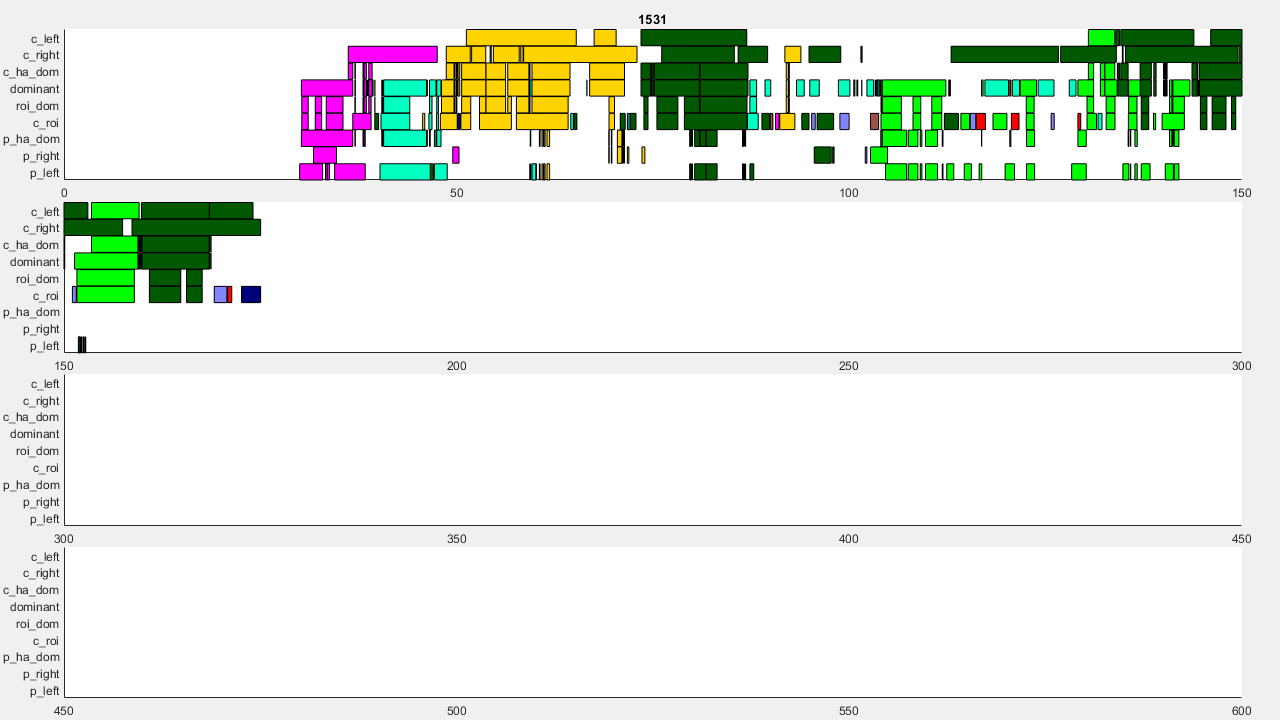 1531
c_left
c_right
c_ha_dom
dominant
roi_dom
c_roi
p_ha_dom
p_right
p_left
0 50 100 150
c_left
c_right
c_ha_dom
dominant
roi_dom
c_roi
p_ha_dom
p_right
p_left
150 200 250 300
c_left
c_right
c_ha_dom
dominant
roi_dom
c_roi
p_ha_dom
p_right
p_left
300 350 400 450
c_left
c_right
c_ha_dom
dominant
roi_dom
c_roi
p_ha_dom
p_right
p_left
450 500 550 600